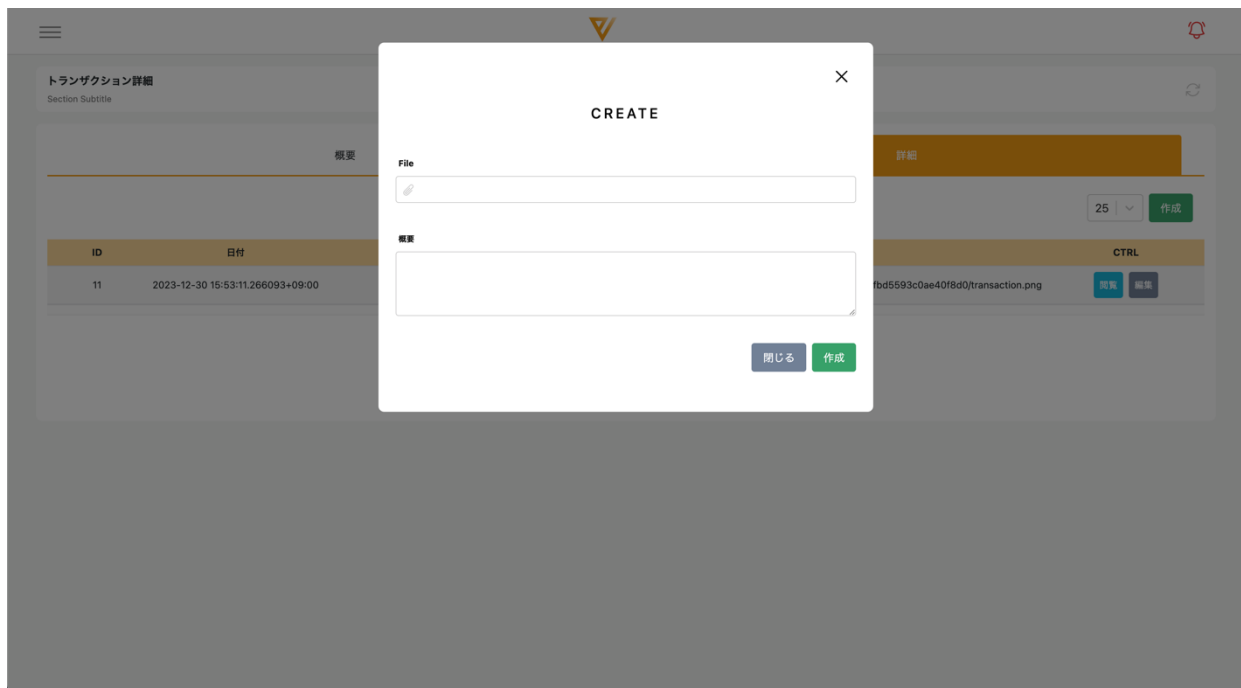 トランザクション詳細
Section Subtitle
概要
詳細
25
作成
ID
日付
CTRL
11
2023-12-30 15:53:11.266093+09:00
fbd5593c0ae40f8d0/transaction.png
閲覧
編集
CREATE
File
概要
閉じる
作成